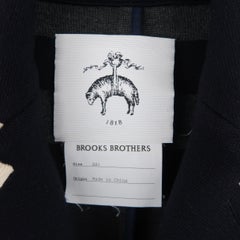 1818
BROOKS BROTHERS
Size
Origin Made in China